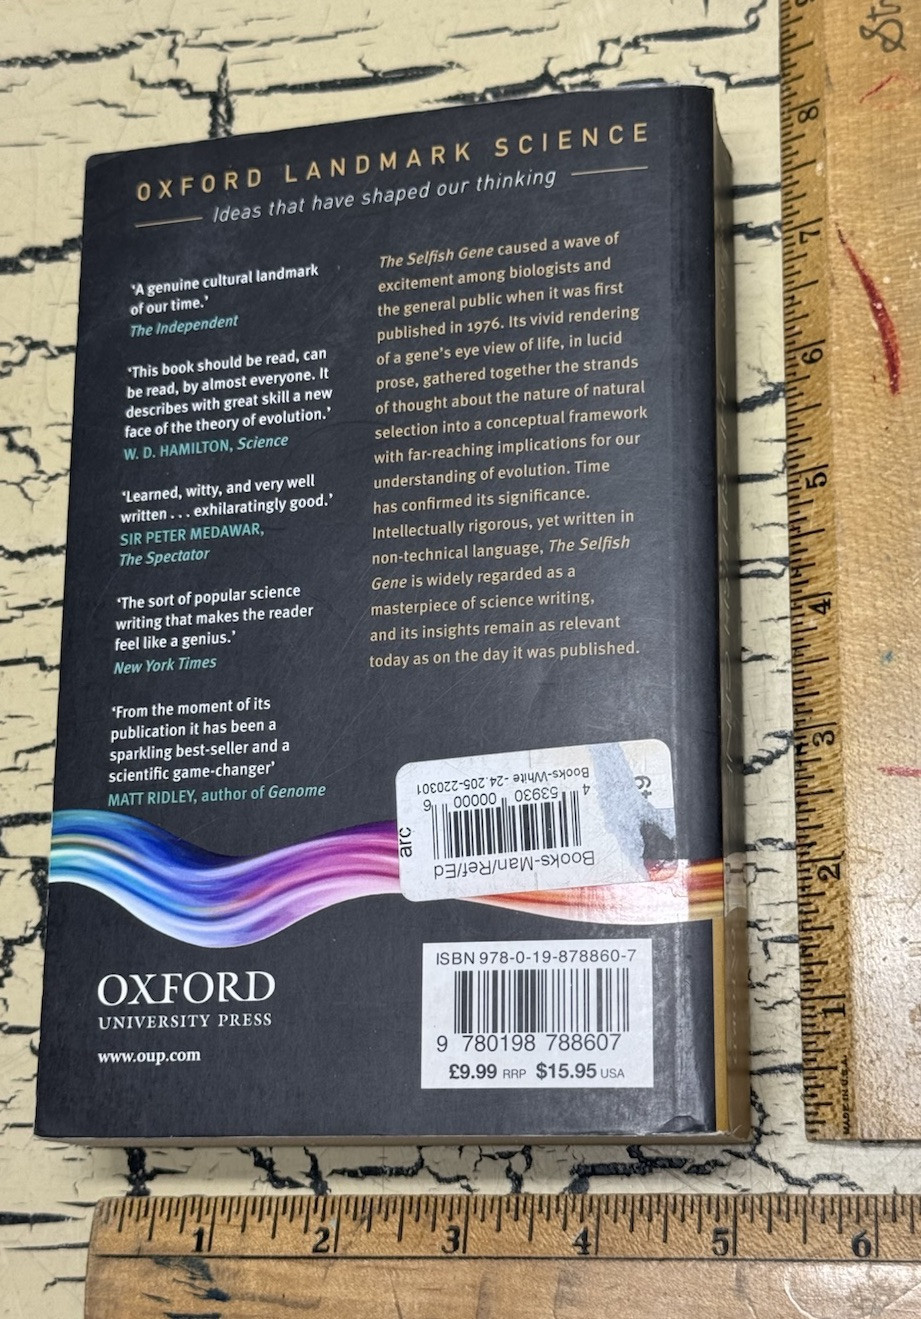 OXFORD LANDMARK SCIENCE
Ideas that have shaped our thinking
'A genuine cultural landmark
of our time.'
The Independent
'This book should be read, can
be read, by almost everyone. It
describes with great skill a new
face of the theory of evolution.'
W. D. HAMILTON, Science
'Learned, witty, and very well
written . . . exhilaratingly good.'
SIR PETER MEDAWAR,
The Spectator
'The sort of popular science
writing that makes the reader
feel like a genius.'
New York Times
'From the moment of its
publication it has been a
sparkling best-seller and a
scientific game-changer'
MATT RIDLEY, author of Genome
The Selfish Gene caused a wave of
excitement among biologists and
the general public when it was first
published in 1976. Its vivid rendering
of a gene's eye view of life, in lucid
prose, gathered together the strands
of thought about the nature of natural
selection into a conceptual framework
with far-reaching implications for our
understanding of evolution. Time
has confirmed its significance.
Intellectually rigorous, yet written in
non-technical language, The Selfish
Gene is widely regarded as a
masterpiece of science writing,
and its insights remain as relevant
today as on the day it was published.
Books-Man/Ref/Ed
4 53930 00000 6
Books-White -24.205-220301
arc
OXFORD
UNIVERSITY PRESS
www.oup.com
ISBN 978-0-19-878860-7
9 780198 788607
£9.99 RRP $15.95 USA
8
7
6
5
4
3
2
1
1 2 3 4 5 6